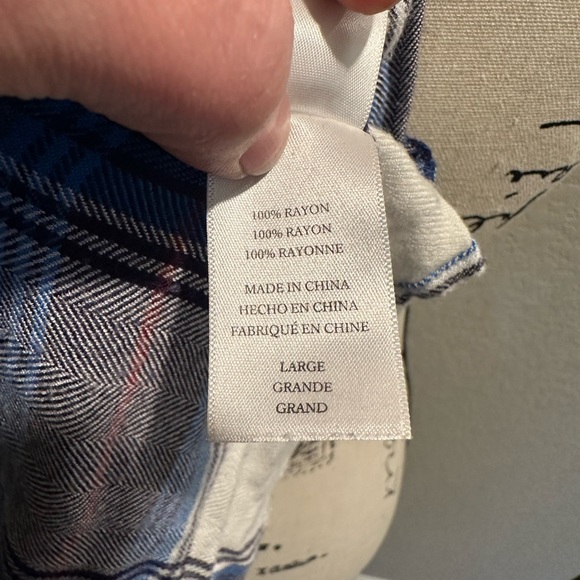 100% RAYON
100% RAYON
100% RAYONNE
MADE IN CHINA
HECHO EN CHINA
FABRIQUÉ EN CHINE
LARGE
GRANDE
GRAND